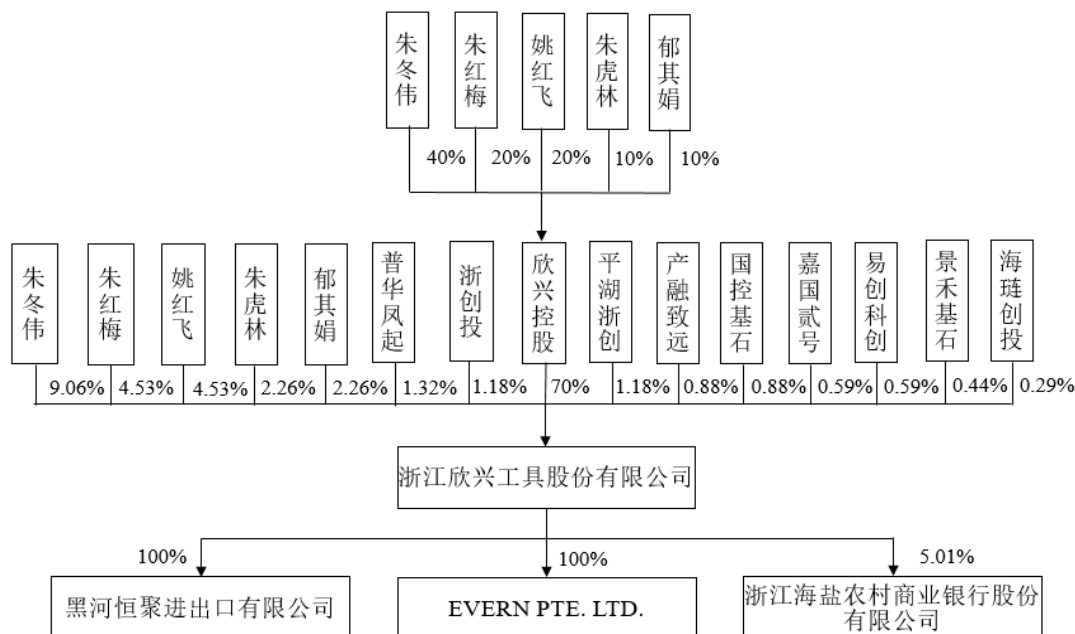 朱冬伟
朱红梅
姚红飞
朱虎林
郁其娟
40%
20%
20%
10%
10%
朱冬伟
朱红梅
姚红飞
朱虎林
郁其娟
普华凤起
浙创投
欣兴控股
平湖浙创
产融致远
国控基石
嘉国贰号
易创科创
景禾基石
海琏创投
9.06%
4.53%
4.53%
2.26%
2.26%
1.32%
1.18%
70%
1.18%
0.88%
0.88%
0.59%
0.59%
0.44%
0.29%
浙江欣兴工具股份有限公司
100%
100%
5.01%
黑河恒聚进出口有限公司
EVERN PTE. LTD.
浙江海盐农村商业银行股份
有限公司